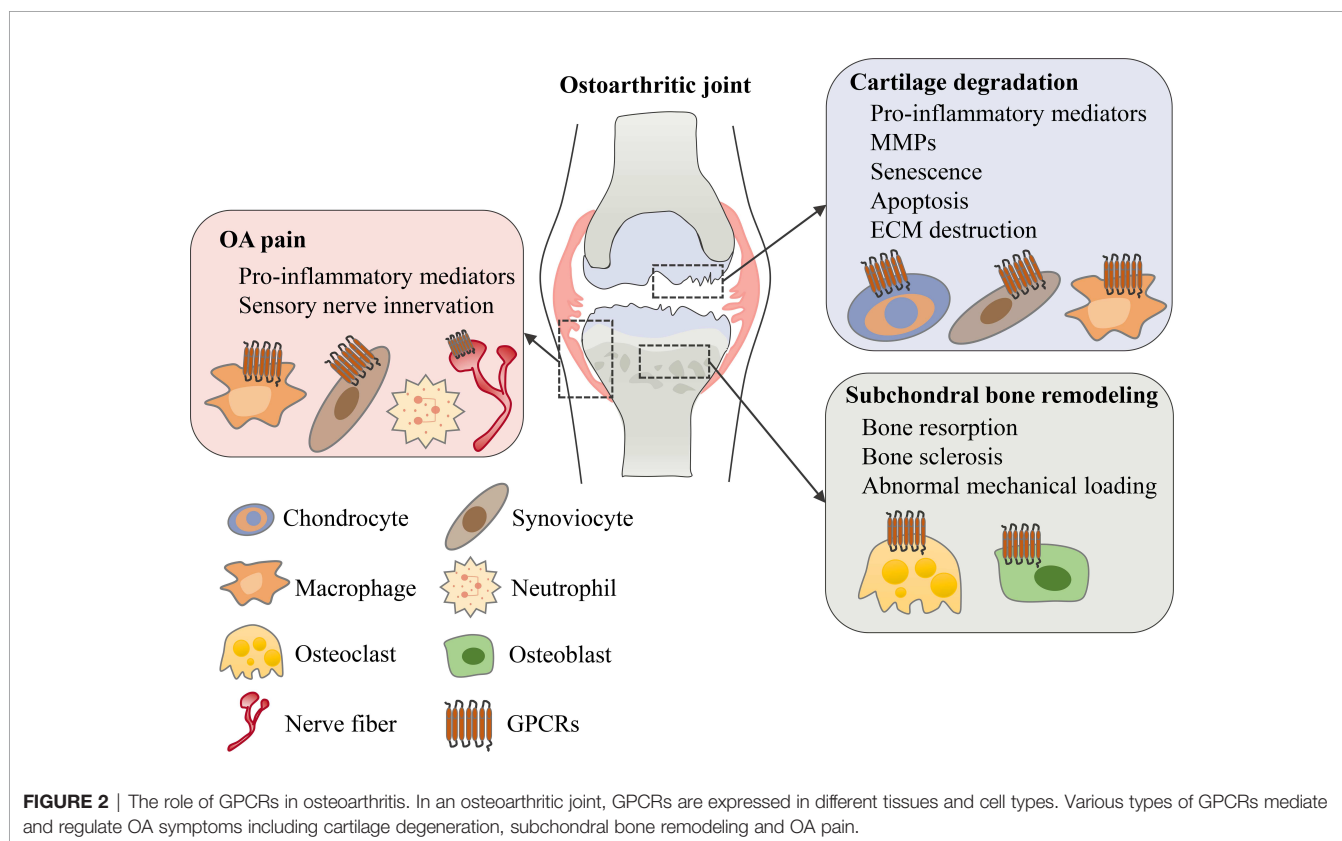 Ostoarthritic joint
Cartilage degradation
Pro-inflammatory mediators
MMPs
Senescence
Apoptosis
ECM destruction
OA pain
Pro-inflammatory mediators
Sensory nerve innervation
Subchondral bone remodeling
Bone resorption
Bone sclerosis
Abnormal mechanical loading
Chondrocyte
Synoviocyte
Macrophage
Neutrophil
Osteoclast
Osteoblast
Nerve fiber
GPCRs
FIGURE 2 | The role of GPCRs in osteoarthritis. In an osteoarthritic joint, GPCRs are expressed in different tissues and cell types. Various types of GPCRs mediate
and regulate OA symptoms including cartilage degeneration, subchondral bone remodeling and OA pain.